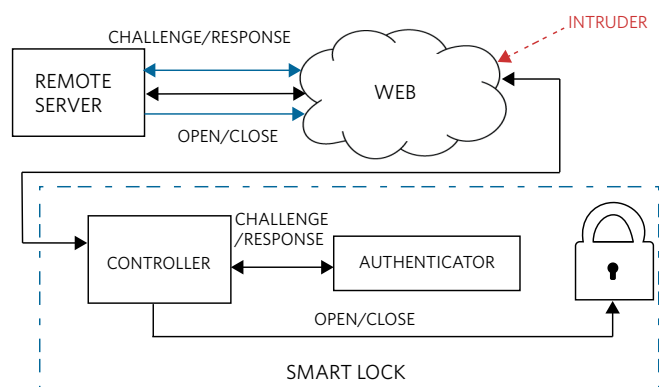 CHALLENGE/RESPONSE
INTRUDER
REMOTE
SERVER
WEB
OPEN/CLOSE
CHALLENGE
/RESPONSE
CONTROLLER
AUTHENTICATOR
OPEN/CLOSE
SMART LOCK